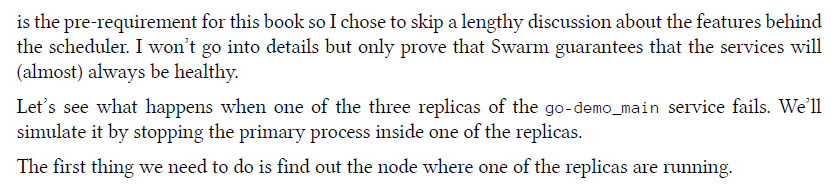 is the pre-requirement for this book so I chose to skip a lengthy discussion about the features behind
the scheduler. I won’t go into details but only prove that Swarm guarantees that the services will
(almost) always be healthy.
Let’s see what happens when one of the three replicas of the go-demo_main service fails. We’ll
simulate it by stopping the primary process inside one of the replicas.
The first thing we need to do is find out the node where one of the replicas are running.